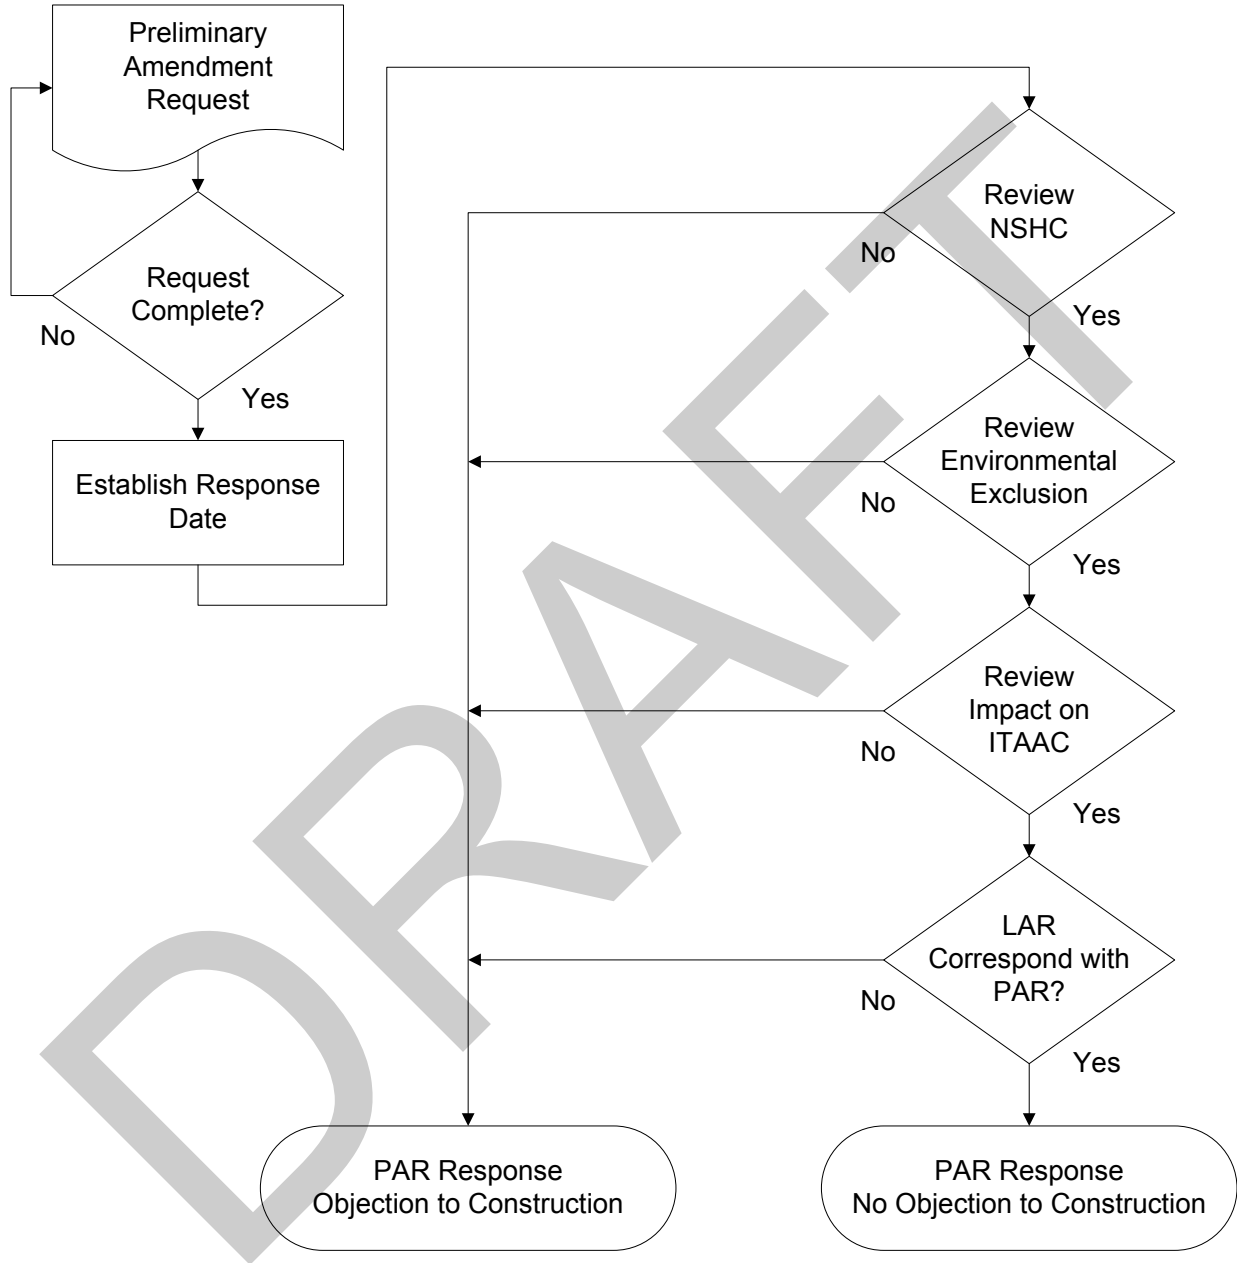 Preliminary
Amendment
Request
Request
Complete?
No
Yes
Establish Response
Date
Review
NSHC
No
Yes
Review
Environmental
Exclusion
No
Yes
Review
Impact on
ITAAC
No
Yes
LAR
Correspond with
PAR?
No
Yes
PAR Response
Objection to Construction
PAR Response
No Objection to Construction
DRAFT